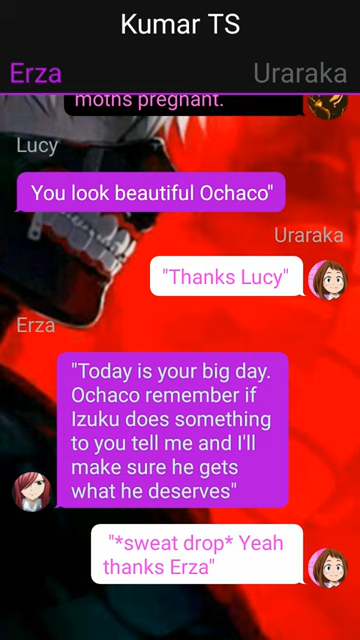 Kumar TS
Erza Uraraka
moths pregnant.
Lucy
You look beautiful Ochaco"
Uraraka
"Thanks Lucy"
Erza
"Today is your big day.
Ochaco remember if
Izuku does something
to you tell me and I'll
make sure he gets
what he deserves"
"*sweat drop* Yeah
thanks Erza"